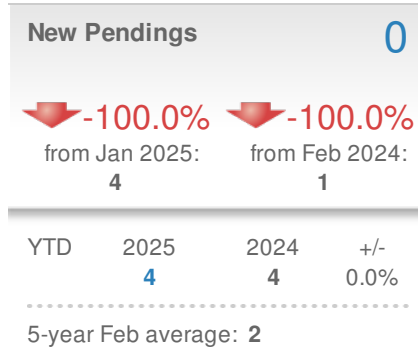 New Pendings 0
-100.0% -100.0%
from Jan 2025: from Feb 2024:
4 1
YTD 2025 2024 +/-
4 4 0.0%
5-year Feb average: 2